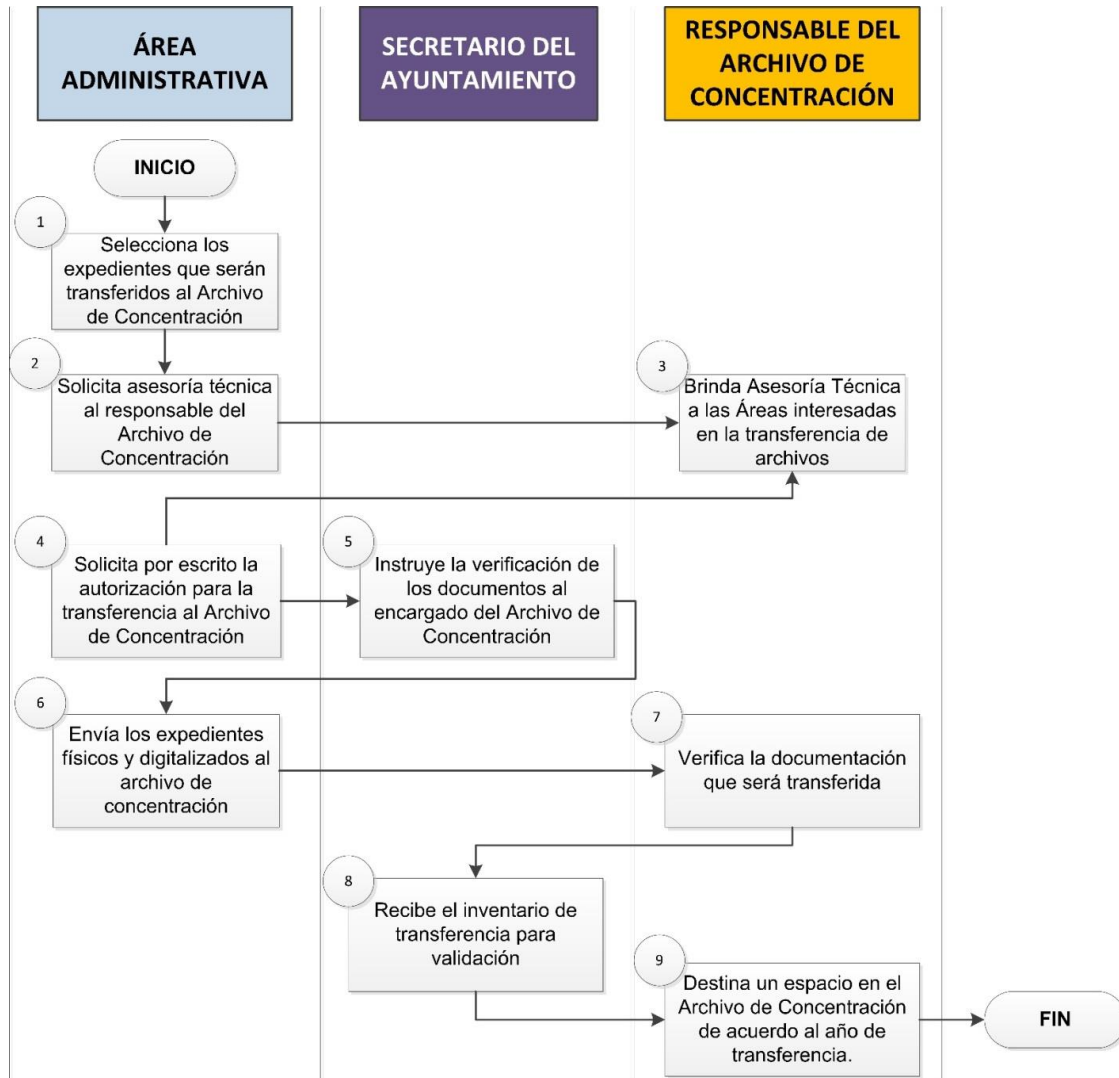 ÁREA
ADMINISTRATIVA
SECRETARIO DEL
AYUNTAMIENTO
RESPONSABLE DEL
ARCHIVO DE
CONCENTRACIÓN
INICIO
1
Selecciona los
expedientes que serán
transferidos al Archivo
de Concentración
2
Solicita asesoría técnica
al responsable del
Archivo de
Concentración
3
Brinda Asesoría Técnica
a las Áreas interesadas
en la transferencia de
archivos
4
Solicita por escrito la
autorización para la
transferencia al Archivo
de Concentración
5
Instruye la verificación de
los documentos al
encargado del Archivo de
Concentración
6
Envía los expedientes
físicos y digitalizados al
archivo de
concentración
7
Verifica la documentación
que será transferida
8
Recibe el inventario de
transferencia para
validación
9
Destina un espacio en el
Archivo de Concentración
de acuerdo al año de
transferencia.
FIN